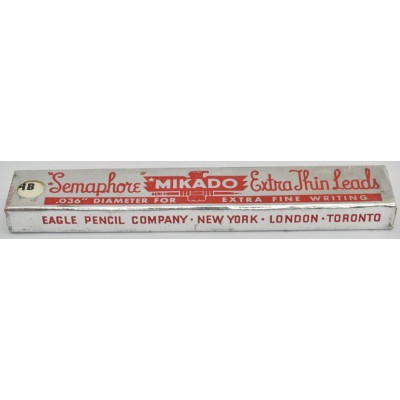 4B "Semaphore" MIKADO Extra Thin Leads
.036" DIAMETER FOR EXTRA FINE WRITING
EAGLE PENCIL COMPANY · NEW YORK · LONDON · TORONTO